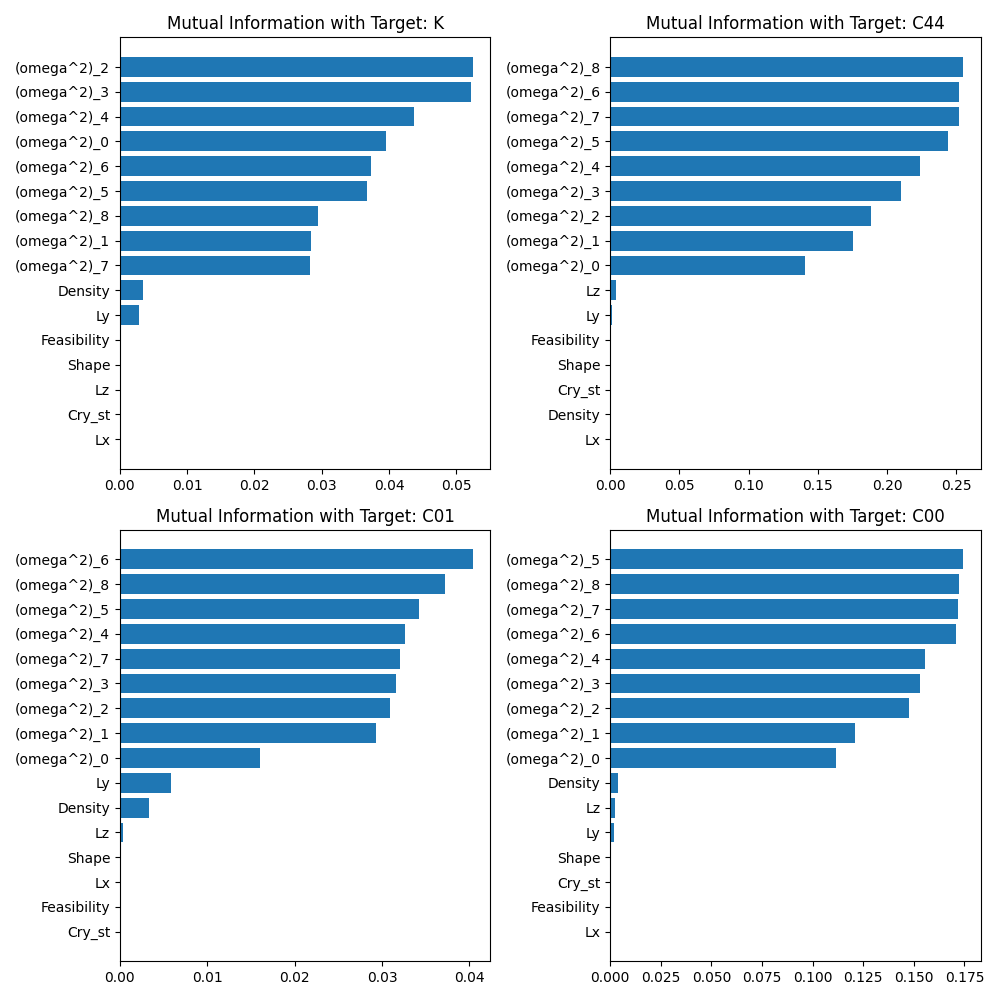 Mutual Information with Target: K
(omega^2)_2
(omega^2)_3
(omega^2)_4
(omega^2)_0
(omega^2)_6
(omega^2)_5
(omega^2)_8
(omega^2)_1
(omega^2)_7
Density
Ly
Feasibility
Shape
Lz
Cry_st
Lx
0.00 0.01 0.02 0.03 0.04 0.05
Mutual Information with Target: C44
(omega^2)_8
(omega^2)_6
(omega^2)_7
(omega^2)_5
(omega^2)_4
(omega^2)_3
(omega^2)_2
(omega^2)_1
(omega^2)_0
Lz
Ly
Feasibility
Shape
Cry_st
Density
Lx
0.00 0.05 0.10 0.15 0.20 0.25
Mutual Information with Target: C01
(omega^2)_6
(omega^2)_8
(omega^2)_5
(omega^2)_4
(omega^2)_7
(omega^2)_3
(omega^2)_2
(omega^2)_1
(omega^2)_0
Ly
Density
Lz
Shape
Lx
Feasibility
Cry_st
0.00 0.01 0.02 0.03 0.04
Mutual Information with Target: C00
(omega^2)_5
(omega^2)_8
(omega^2)_7
(omega^2)_6
(omega^2)_4
(omega^2)_3
(omega^2)_2
(omega^2)_1
(omega^2)_0
Density
Lz
Ly
Shape
Cry_st
Feasibility
Lx
0.000 0.025 0.050 0.075 0.100 0.125 0.150 0.175